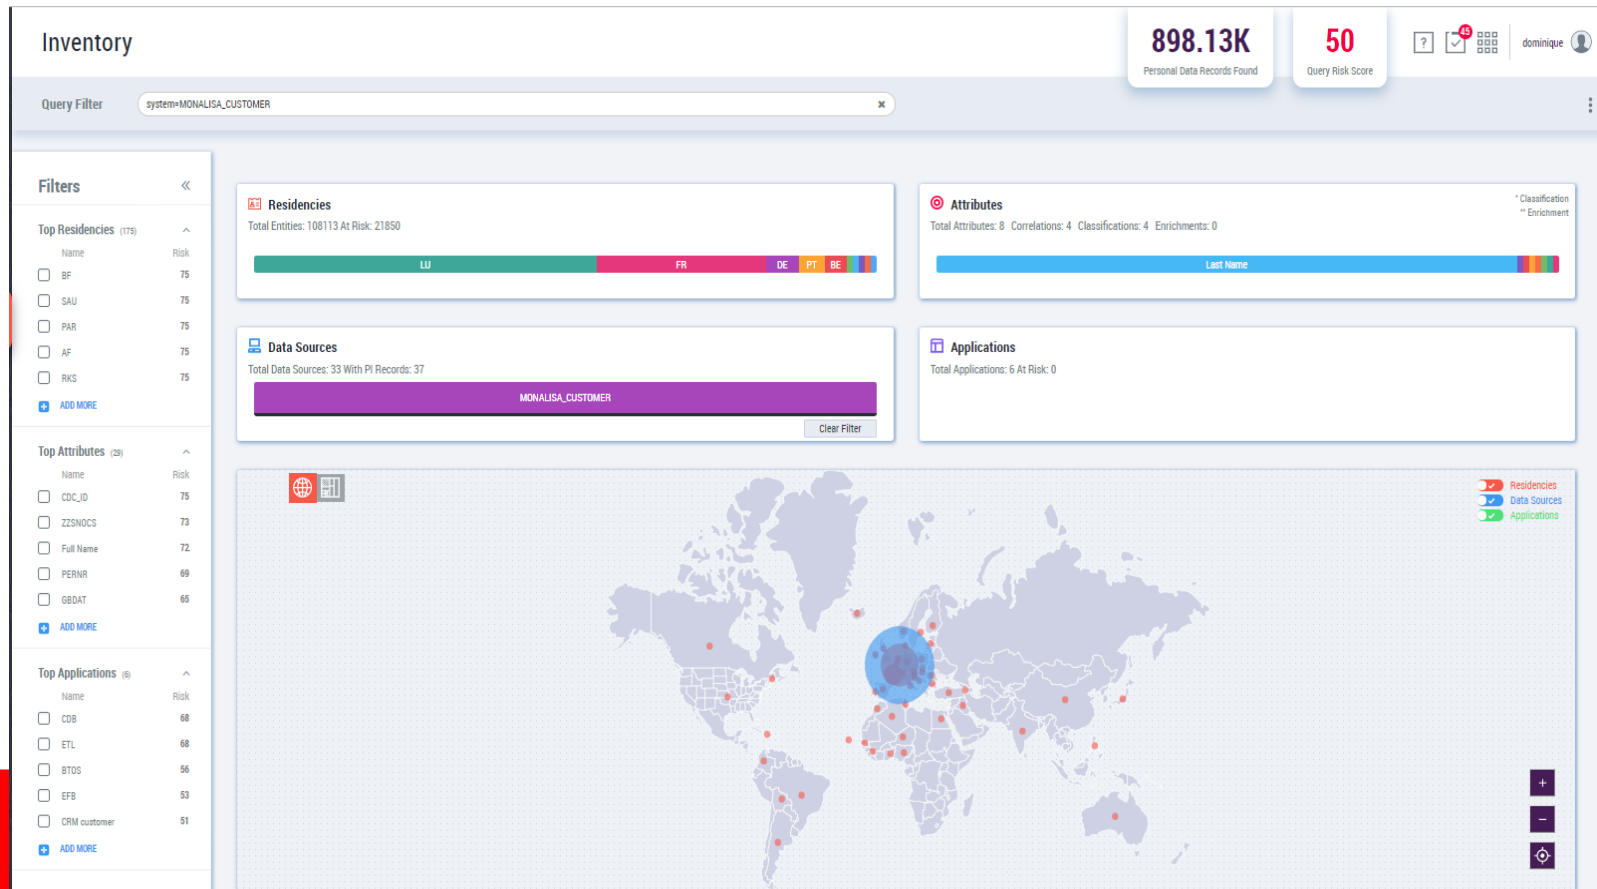 Inventory
898.13K
Personal Data Records Found
50
Query Risk Score
?
45
dominique
Query Filter
system=MONALISA_CUSTOMER
Filters
Top Residencies (175)
Name Risk
BF 75
SAU 75
PAR 75
AF 75
RKS 75
ADD MORE
Top Attributes (29)
Name Risk
CDC_ID 75
ZZSNOCS 73
Full Name 72
PERNR 69
GBDAT 65
ADD MORE
Top Applications (6)
Name Risk
CDB 68
ETL 68
BTOS 56
EFB 53
CRM customer 51
ADD MORE
Residencies
Total Entities: 108113 At Risk: 21850
LU FR DE PT BE
Attributes
* Classification
** Enrichment
Total Attributes: 8 Correlations: 4 Classifications: 4 Enrichments: 0
Last Name
Data Sources
Total Data Sources: 33 With PI Records: 37
MONALISA_CUSTOMER
Clear Filter
Applications
Total Applications: 6 At Risk: 0
Residencies
Data Sources
Applications